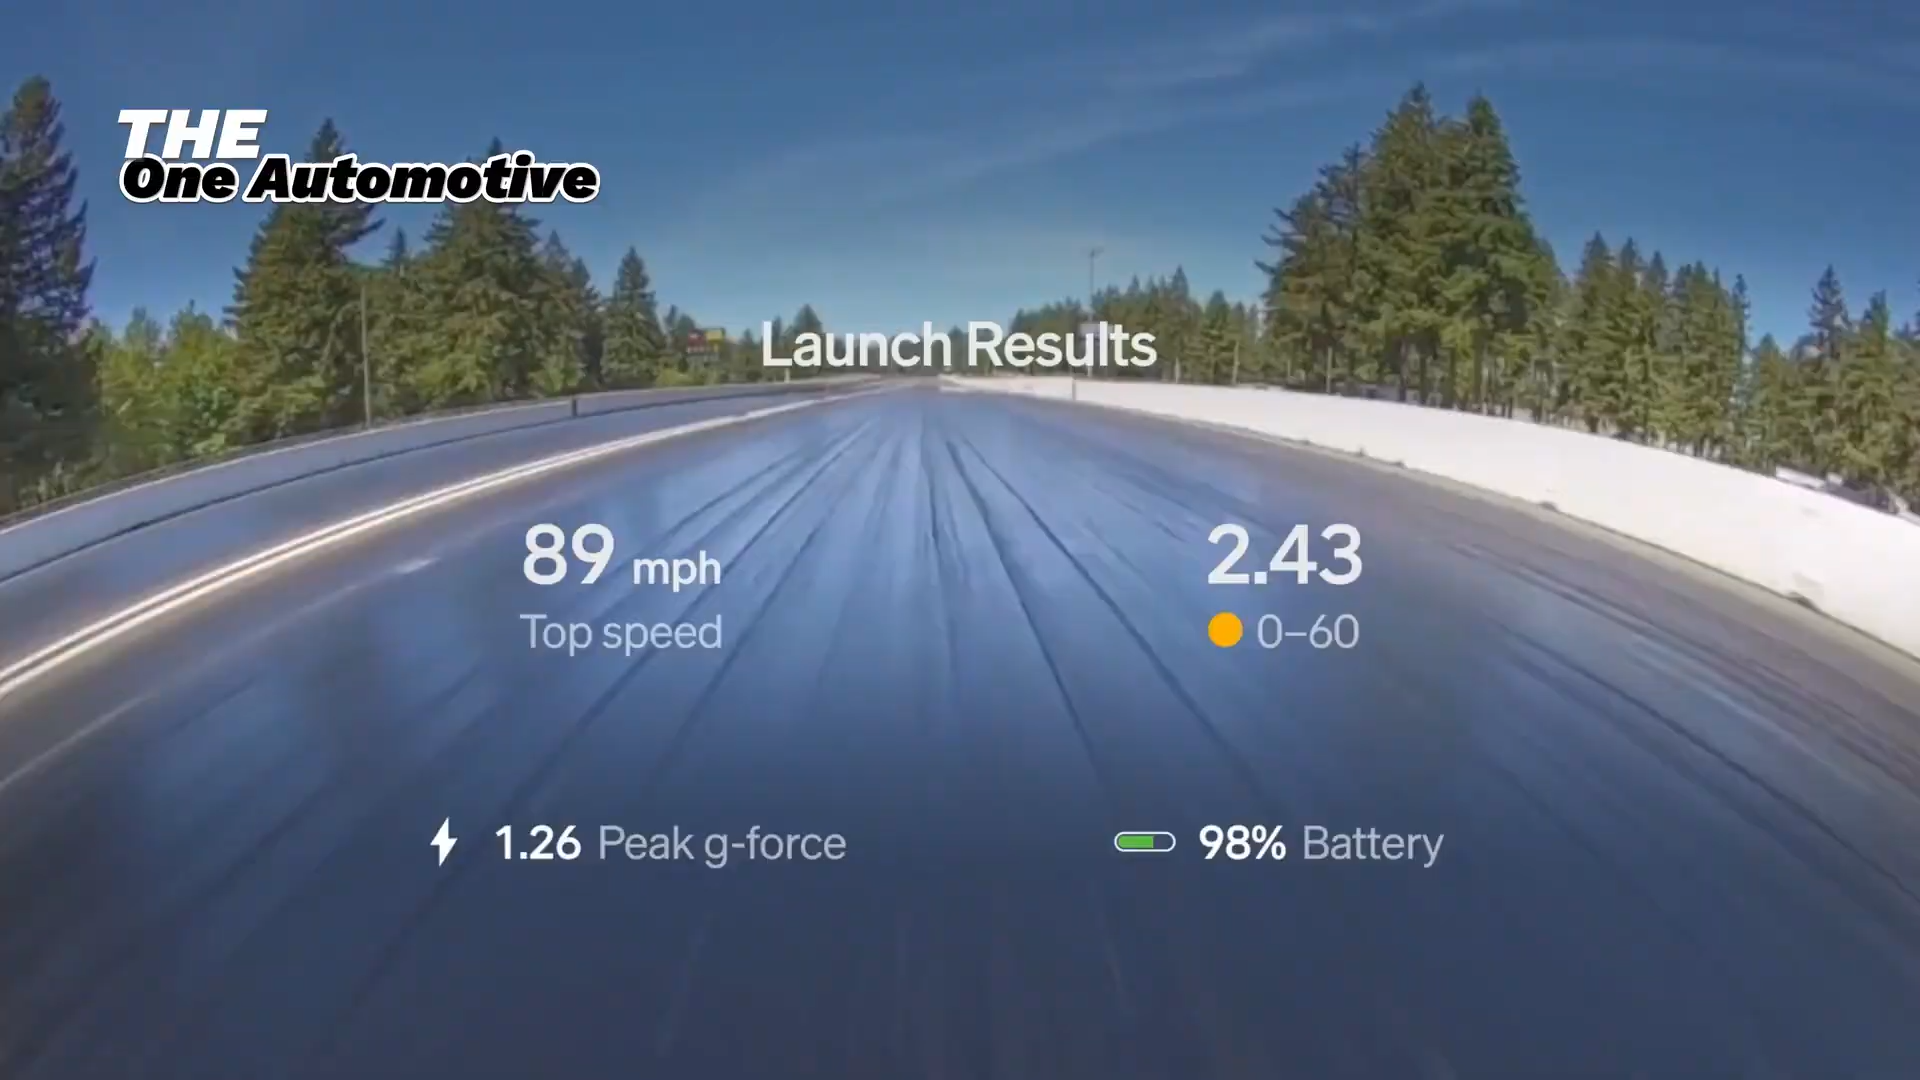 THE
One Automotive
Launch Results
89 mph
Top speed
2.43
0–60
1.26 Peak g-force
98% Battery